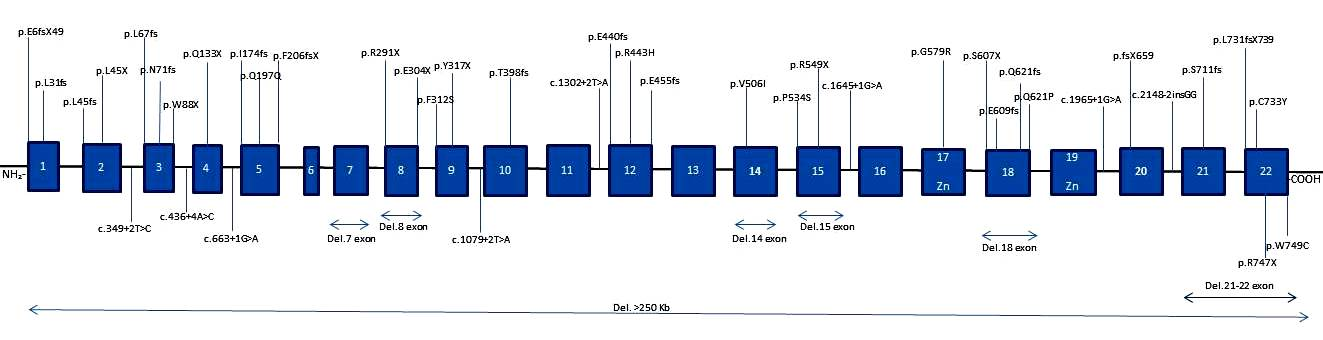 p.E6fsX49
p.L31fs
p.L45fs
p.L45X
p.L67fs
p.N71fs
p.W88X
p.Q133X
p.I174fs
p.Q197Q
p.F206fsX
p.R291X
p.E304X
p.F312S
p.Y317X
p.T398fs
c.1302+2T>A
p.E440fs
p.R443H
p.E455fs
p.V506I
p.P534S
p.R549X
c.1645+1G>A
p.G579R
p.S607X
p.E609fs
p.Q621fs
p.Q621P
c.1965+1G>A
p.fsX659
c.2148-2insGG
p.S711fs
p.L731fsX739
p.C733Y
NH₂-
1
2
3
4
5
6
7
8
9
10
11
12
13
14
15
16
17
Zn
18
19
Zn
20
21
22
-COOH
c.349+2T>C
c.436+4A>C
c.663+1G>A
Del.7 exon
Del.8 exon
c.1079+2T>A
Del.14 exon
Del.15 exon
Del.18 exon
p.W749C
p.R747X
Del.21-22 exon
Del. >250 Kb